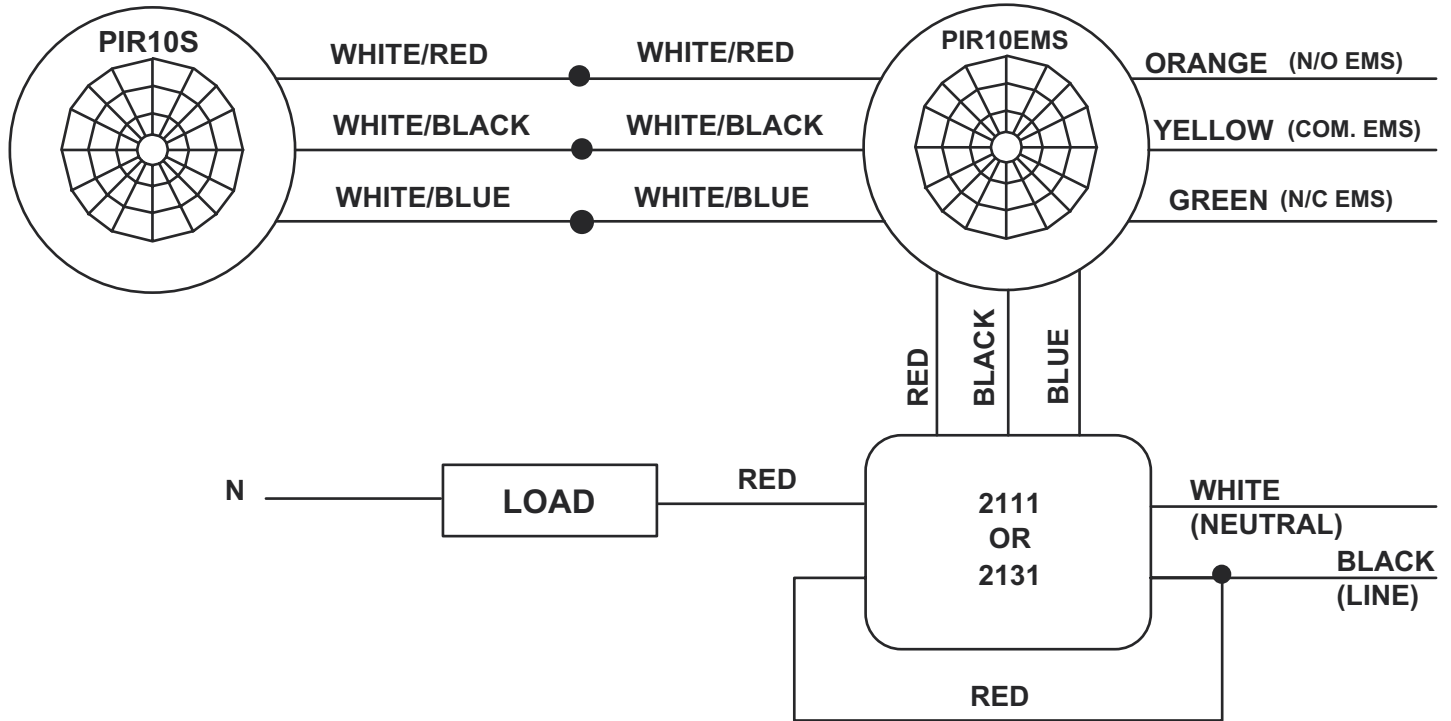 PIR10S
WHITE/RED
WHITE/RED
PIR10EMS
ORANGE (N/O EMS)
WHITE/BLACK
WHITE/BLACK
YELLOW (COM. EMS)
WHITE/BLUE
WHITE/BLUE
GREEN (N/C EMS)
RED
BLACK
BLUE
N
LOAD
RED
2111
OR
2131
WHITE
(NEUTRAL)
BLACK
(LINE)
RED